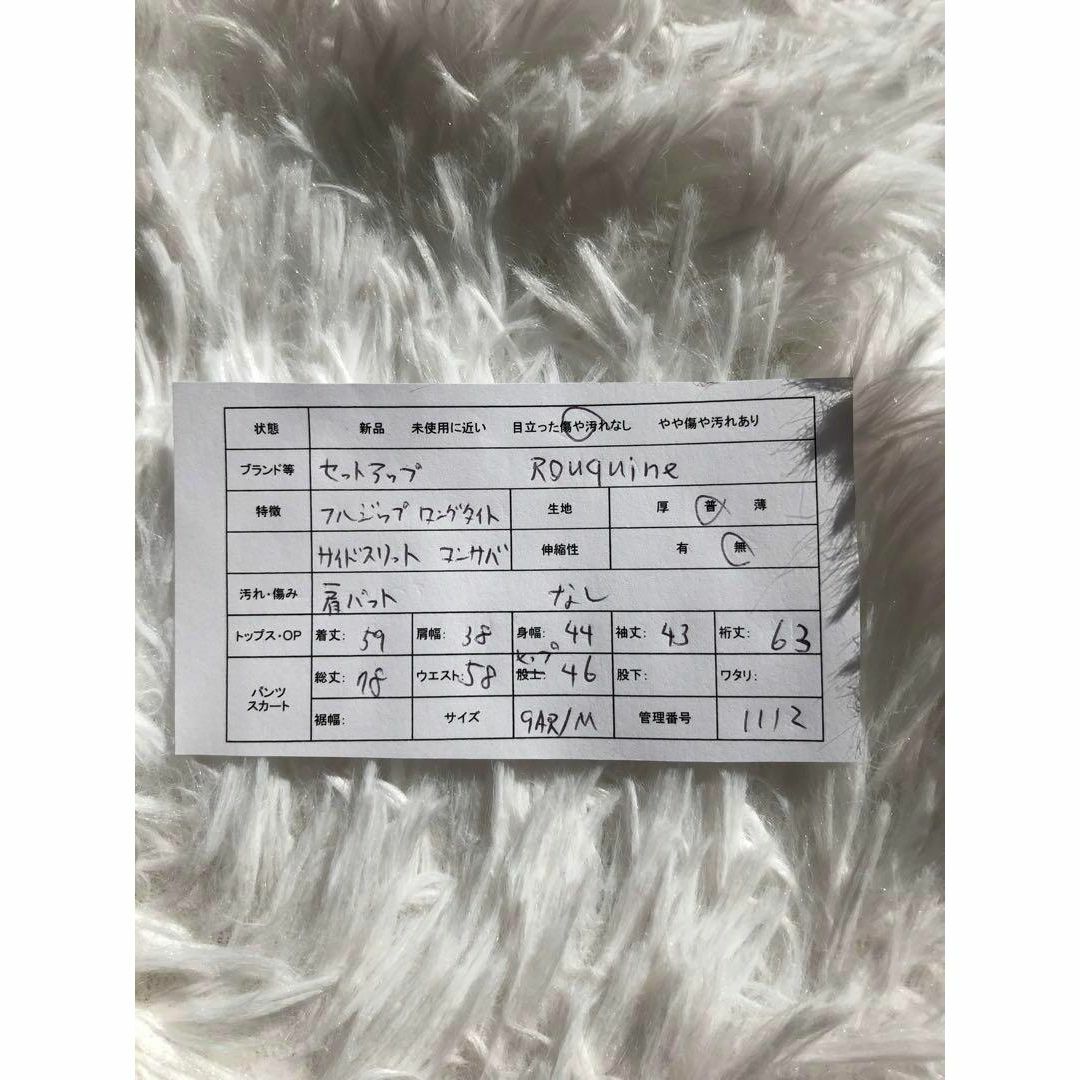 状態 新品 未使用に近い 目立った傷や汚れなし やや傷や汚れあり
ブランド等 セットアップ Rouquine
特徴 フルジップ ロングタイト 生地 厚 普 薄
サイドスリット コンサバ 伸縮性 有 無
汚れ・傷み 肩パット なし
トップス・OP 着丈: 59 肩幅: 38 身幅: 44 袖丈: 43 裄丈: 63
パンツ スカート 総丈: 78 ウエスト: 58 股上: ヒップ 46 股下: ワタリ:
裾幅: サイズ 9AR/M 管理番号 1112